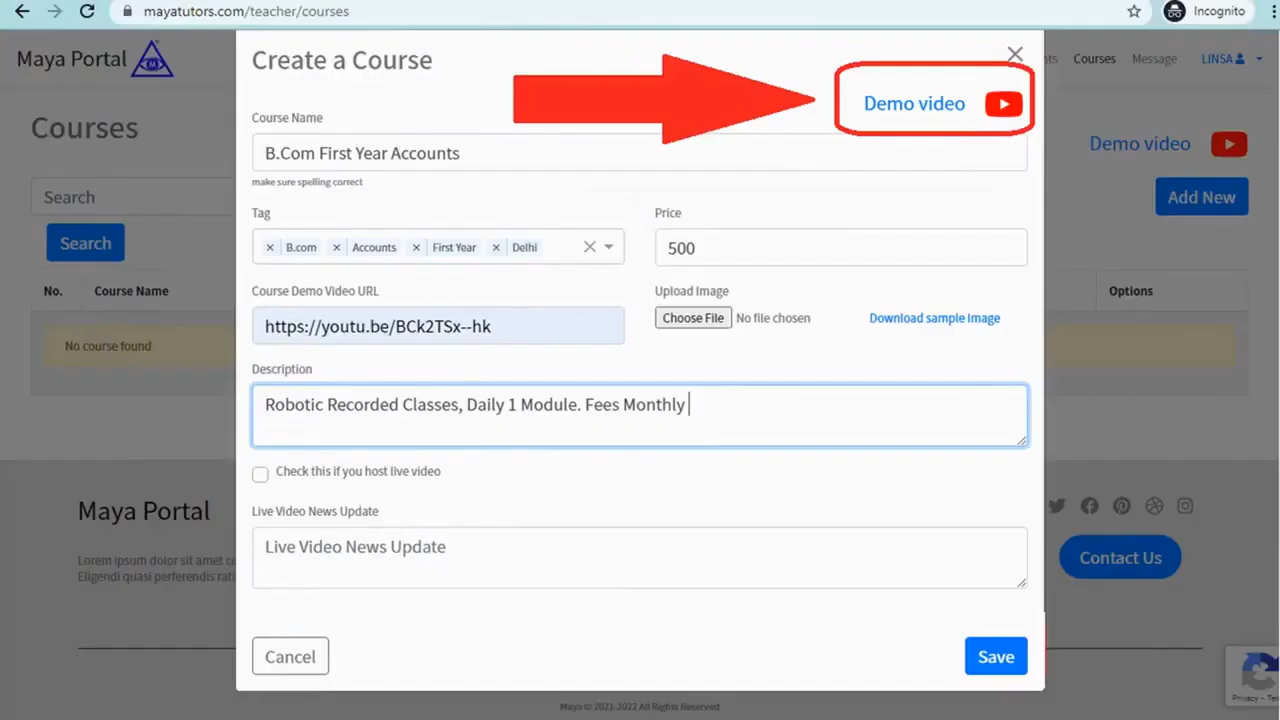 mayatutors.com/teacher/courses
Incognito
Maya Portal
Create a Course
Courses Message LINSA
Demo video
Courses
Course Name
Demo video
B.Com First Year Accounts
make sure spelling correct
Search
Add New
Tag
Price
× B.com × Accounts × First Year × Delhi
500
Search
No. Course Name
Course Demo Video URL
Upload Image
Options
https://youtu.be/BCk2TSx--hk
Choose File No file chosen
Download sample Image
No course found
Description
Robotic Recorded Classes, Daily 1 Module. Fees Monthly
Check this if you host live video
Maya Portal
Live Video News Update
Live Video News Update
Lorem ipsum dolor sit amet
Eligendi quasi perferendis
Contact Us
Cancel
Save
Privacy
Maya © 2021-2022 All Rights Reserved